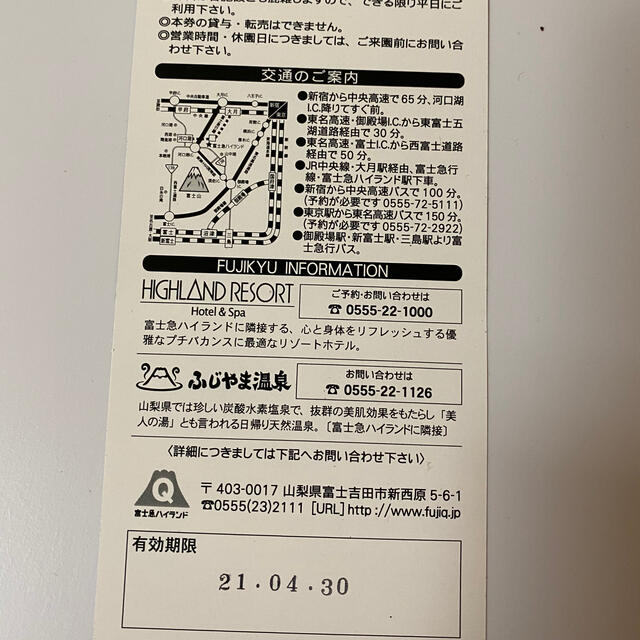 利用下さい。
◎本券の貸与・転売はできません。
◎営業時間・休園日につきましては、ご来園前にお問い合
わせ下さい。
交通のご案内
●新宿から中央高速で65分、河口湖
I.C.降りてすぐ前。
●東名高速・御殿場I.C.から東富士五
湖道路経由で30分。
●東名高速・富士I.C.から西富士道路
経由で50分。
●JR中央線・大月駅経由、富士急行
線・富士急ハイランド駅下車。
●新宿から中央高速バスで100分。
(予約が必要です 0555-72-5111)
●東京駅から東名高速バスで150分。
(予約が必要です 0555-72-2922)
●御殿場駅・新富士駅・三島駅より富
士急行バス。
FUJIKYU INFORMATION
HIGHLAND RESORT
Hotel & Spa
ご予約・お問い合わせは
☎0555-22-1000
富士急ハイランドに隣接する、心と身体をリフレッシュする優
雅なプチバカンスに最適なリゾートホテル。
ふじやま温泉
お問い合わせは
☎0555-22-1126
山梨県では珍しい炭酸水素塩泉で、抜群の美肌効果をもたらし「美
人の湯」とも言われる日帰り天然温泉。〔富士急ハイランドに隣接〕
〈詳細につきましては下記へお問い合わせ下さい〉
Q
富士急ハイランド
〒403-0017 山梨県富士吉田市新西原 5-6-1
☎0555(23)2111 [URL]http://www.fujiq.jp
有効期限
21.04.30